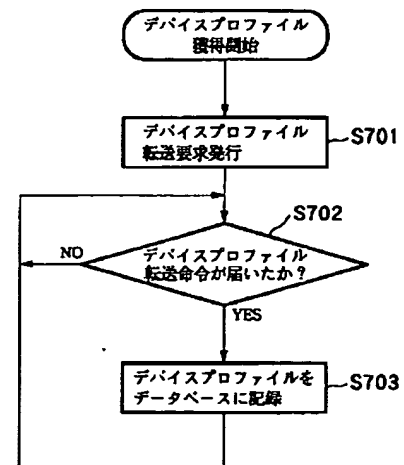 デバイスプロファイル
獲得開始
デバイスプロファイル
転送要求発行
S701
S702
デバイスプロファイル
転送命令が届いたか?
NO
YES
デバイスプロファイルを
データベースに記録
S703